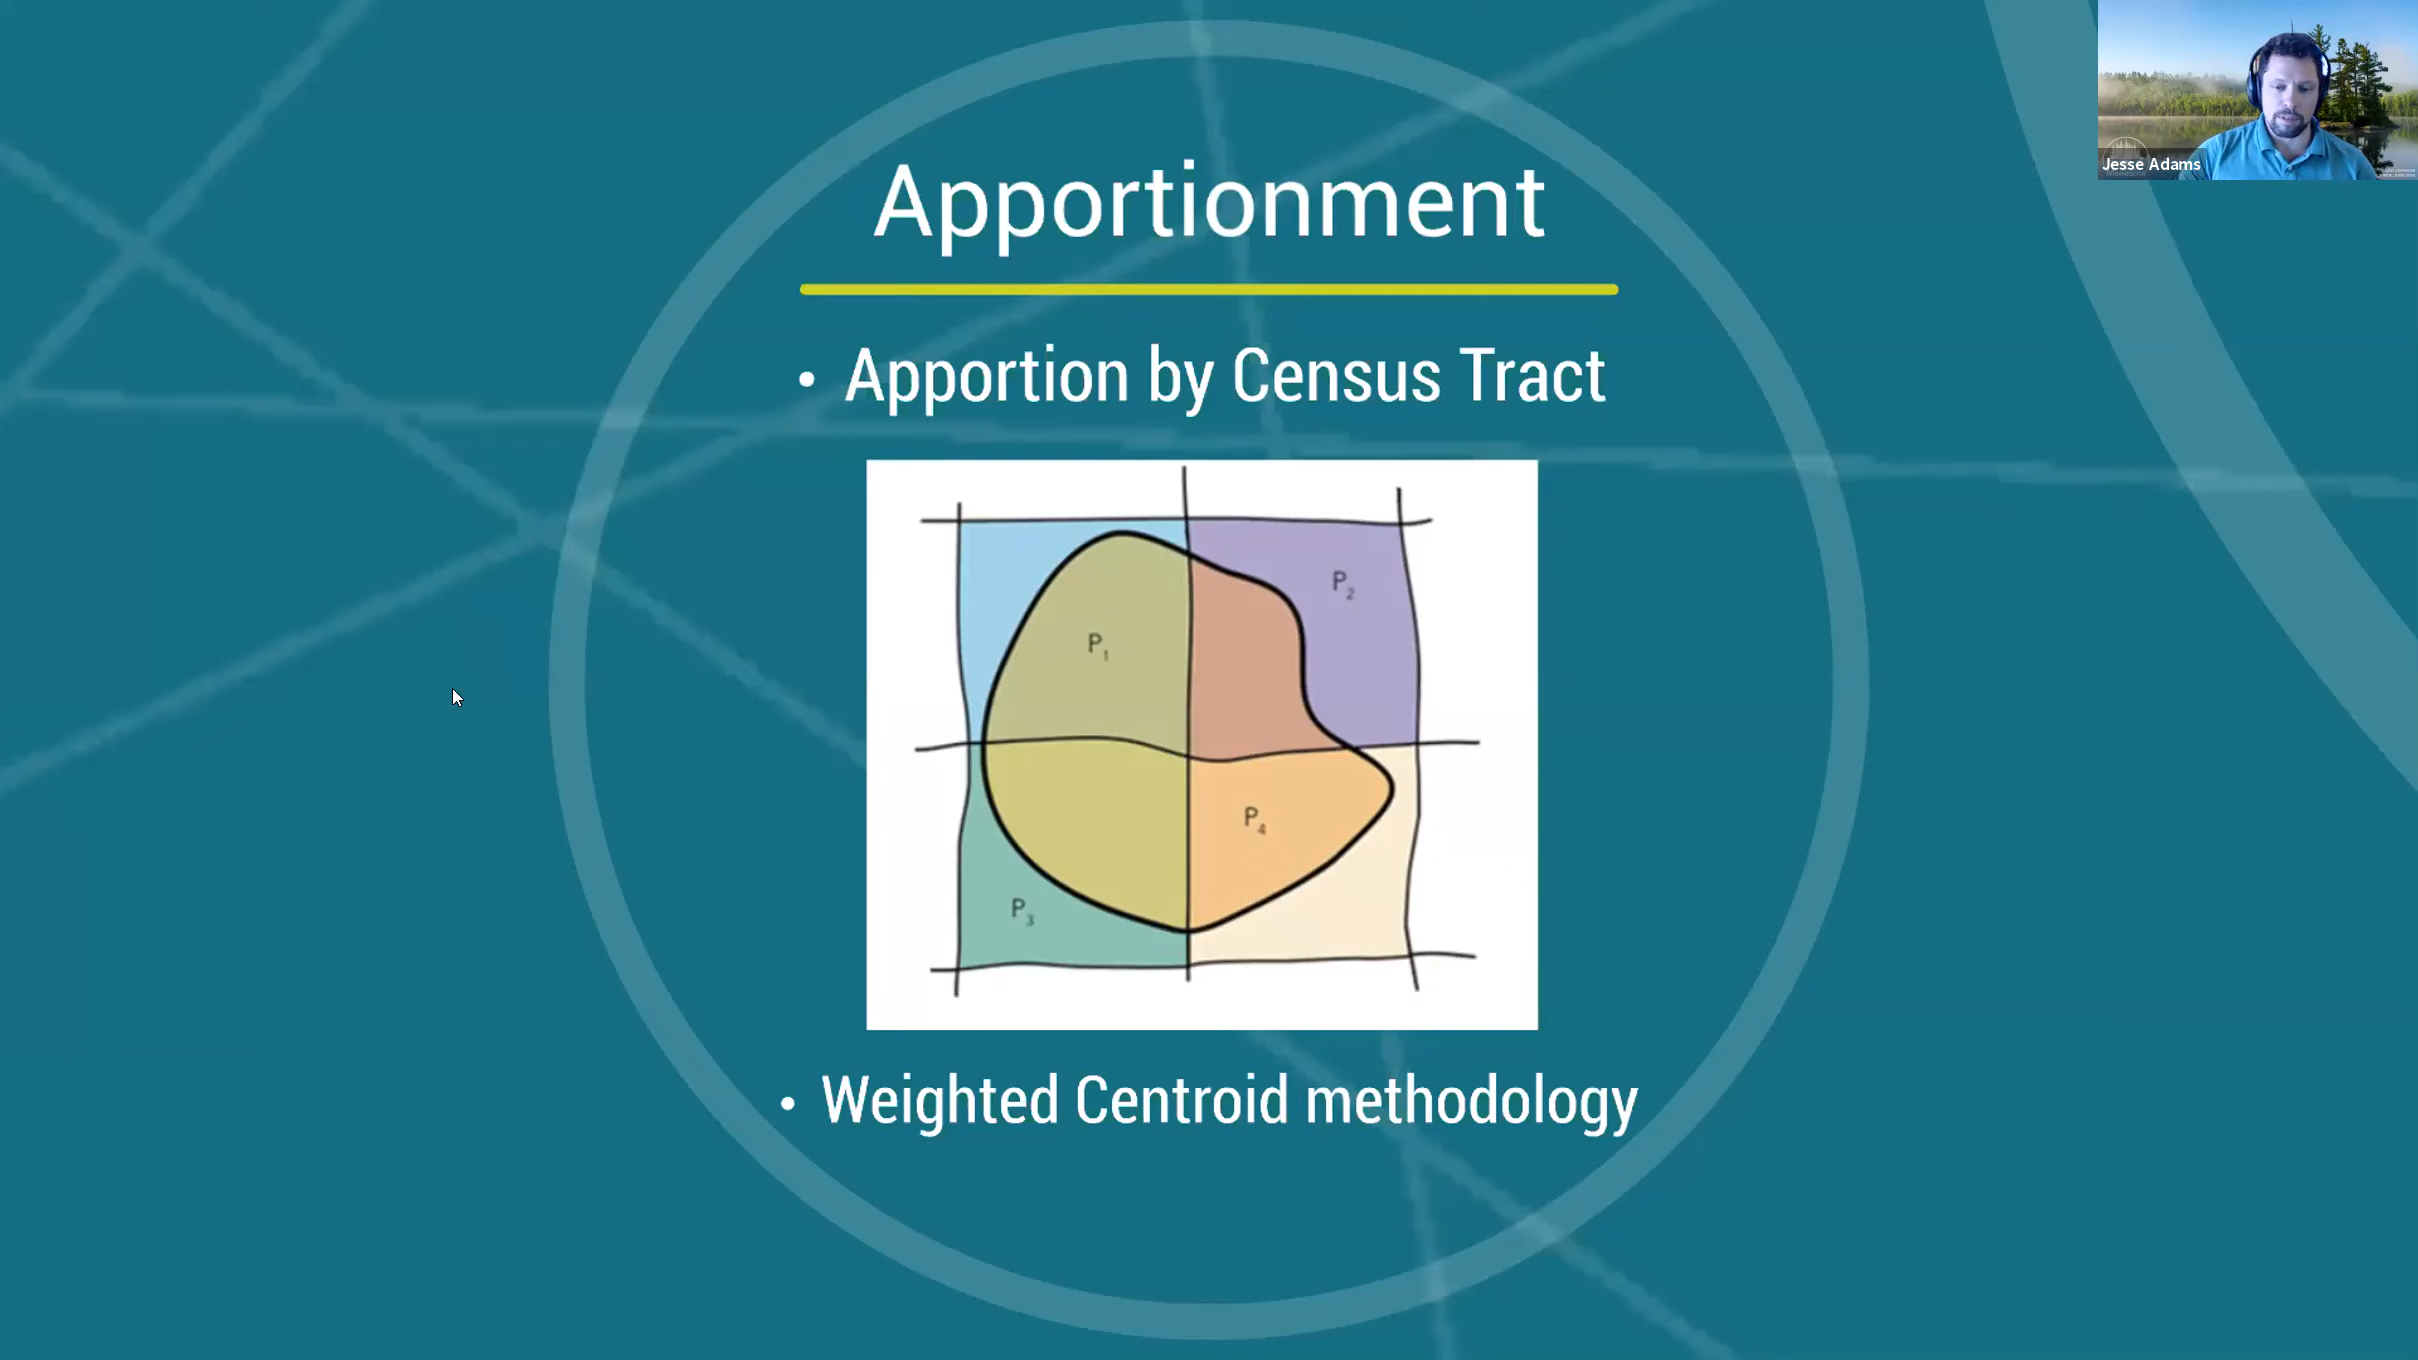 Apportionment
Jesse Adams
• Apportion by Census Tract
P₂
P₁
P₄
P₃
• Weighted Centroid methodology